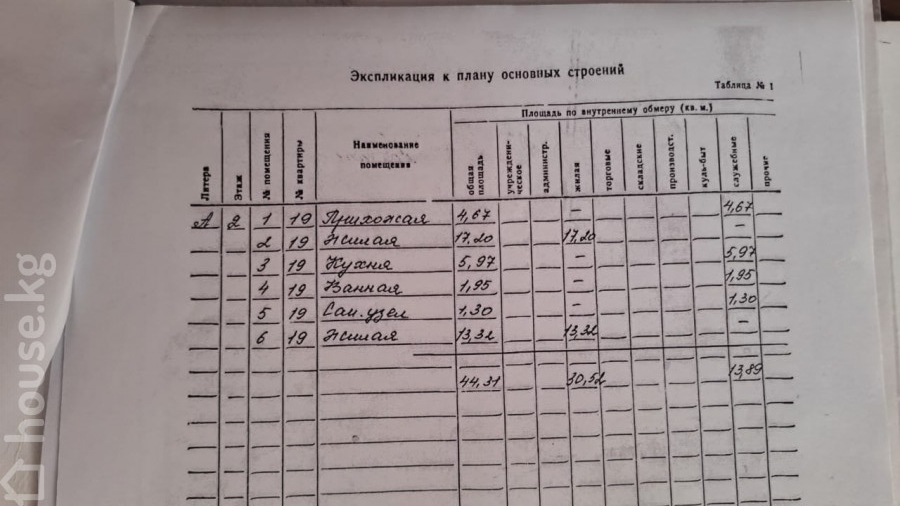 Экспликация к плану основных строений
Таблица № 1
Литера Этаж № помещения № квартиры Наименование помещения Площадь по внутреннему обмеру (кв. м.)
общая площадь учрежденическое администр. жилая торговые складские производст. куль-быт служебные прочие
А 2 1 19 Прихожая 4,67 – 4,67
2 19 Жилая 17,20 17,20 –
3 19 Кухня 5,97 – 5,97
4 19 Ванная 1,95 – 1,95
5 19 Сан. узел 1,30 – 1,30
6 19 Жилая 13,32 13,32 –
44,31 30,52 13,89
house.kg